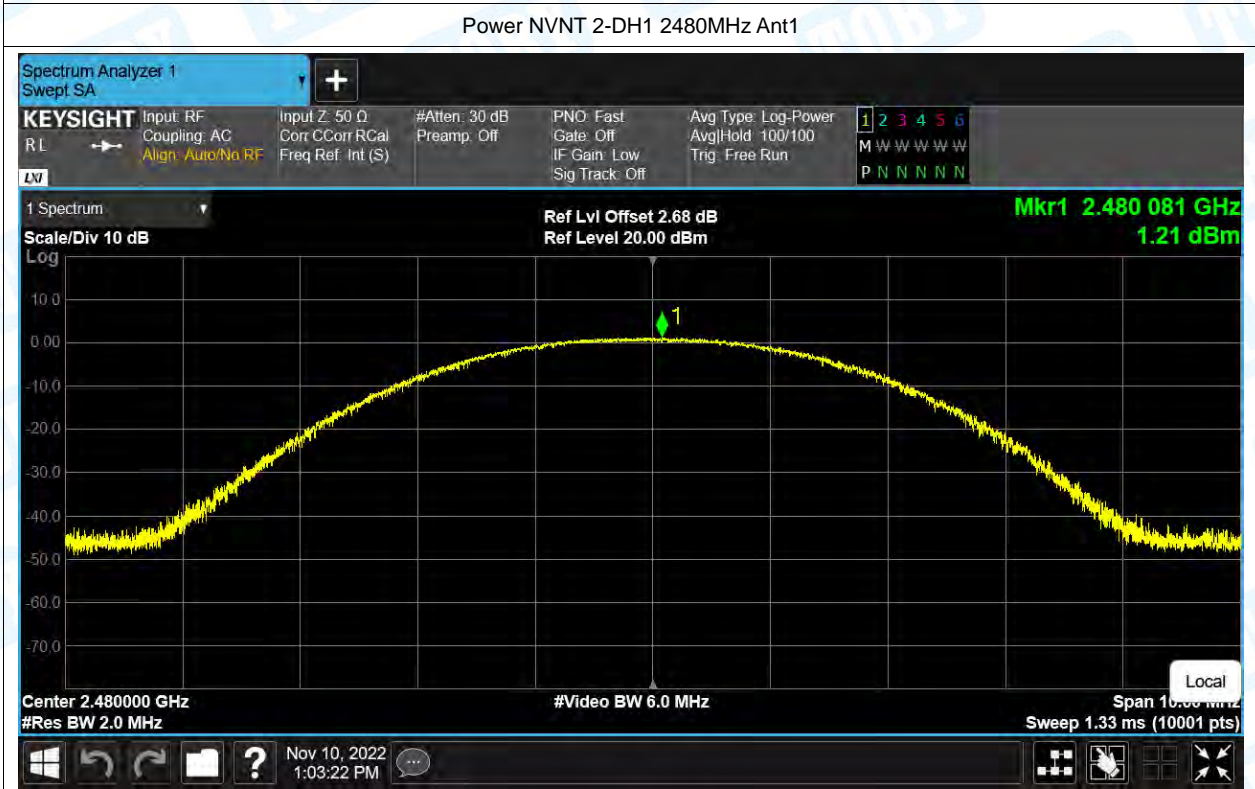 Power NVNT 2-DH1 2480MHz Ant1
Spectrum Analyzer 1
Swept SA
+
KEYSIGHT
RL
LXI
Input: RF
Coupling: AC
Align: Auto/No RF
Input Z: 50 Ω
Corr CCorr RCal
Freq Ref: Int (S)
#Atten: 30 dB
Preamp: Off
PNO: Fast
Gate: Off
IF Gain: Low
Sig Track: Off
Avg Type: Log-Power
Avg|Hold: 100/100
Trig: Free Run
1 2 3 4 5 6
M W W W W W W
P N N N N N N
1 Spectrum
Scale/Div 10 dB
Log
Ref Lvl Offset 2.68 dB
Ref Level 20.00 dBm
Mkr1 2.480 081 GHz
1.21 dBm
1
10.0
0.00
-10.0
-20.0
-30.0
-40.0
-50.0
-60.0
-70.0
Local
Center 2.480000 GHz
#Video BW 6.0 MHz
Span 10.00 MHz
#Res BW 2.0 MHz
Sweep 1.33 ms (10001 pts)
?
Nov 10, 2022
1:03:22 PM
TOBY